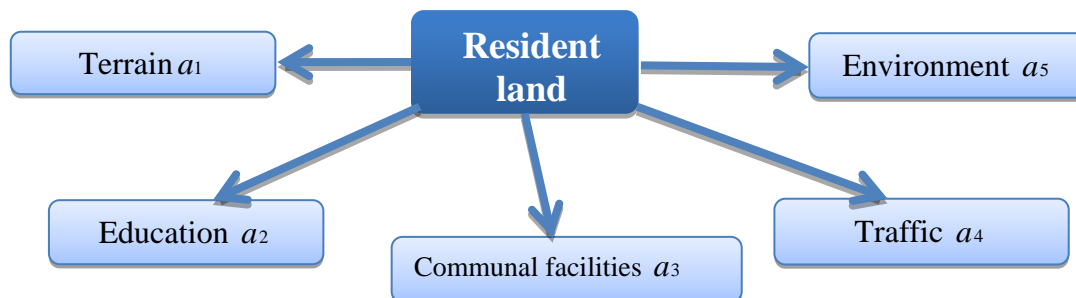 Resident
land
Terrain a1
Environment a5
Education a2
Communal facilities a3
Traffic a4